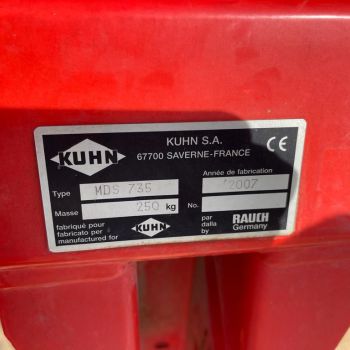 KUHN S.A.
67700 SAVERNE-FRANCE
CE
KUHN
Année de fabrication
Type MDS 735 2007
Masse 250 kg No.
fabriqué pour
fabricato per
manufactured for
KUHN
par
dalla
by
RAUCH
Germany